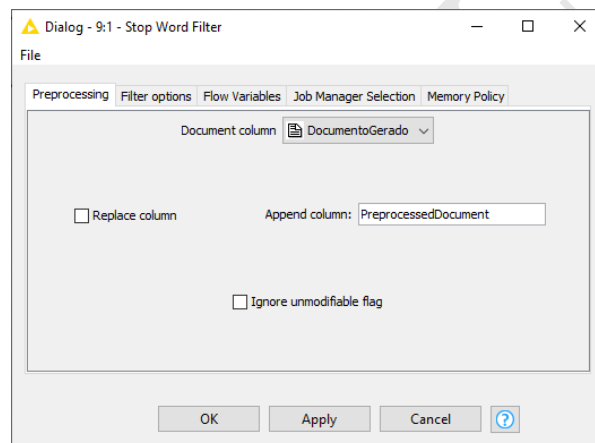 Dialog - 9:1 - Stop Word Filter
File
Preprocessing Filter options Flow Variables Job Manager Selection Memory Policy
Document column DocumentoGerado
Replace column Append column: PreprocessedDocument
Ignore unmodifiable flag
OK Apply Cancel ?